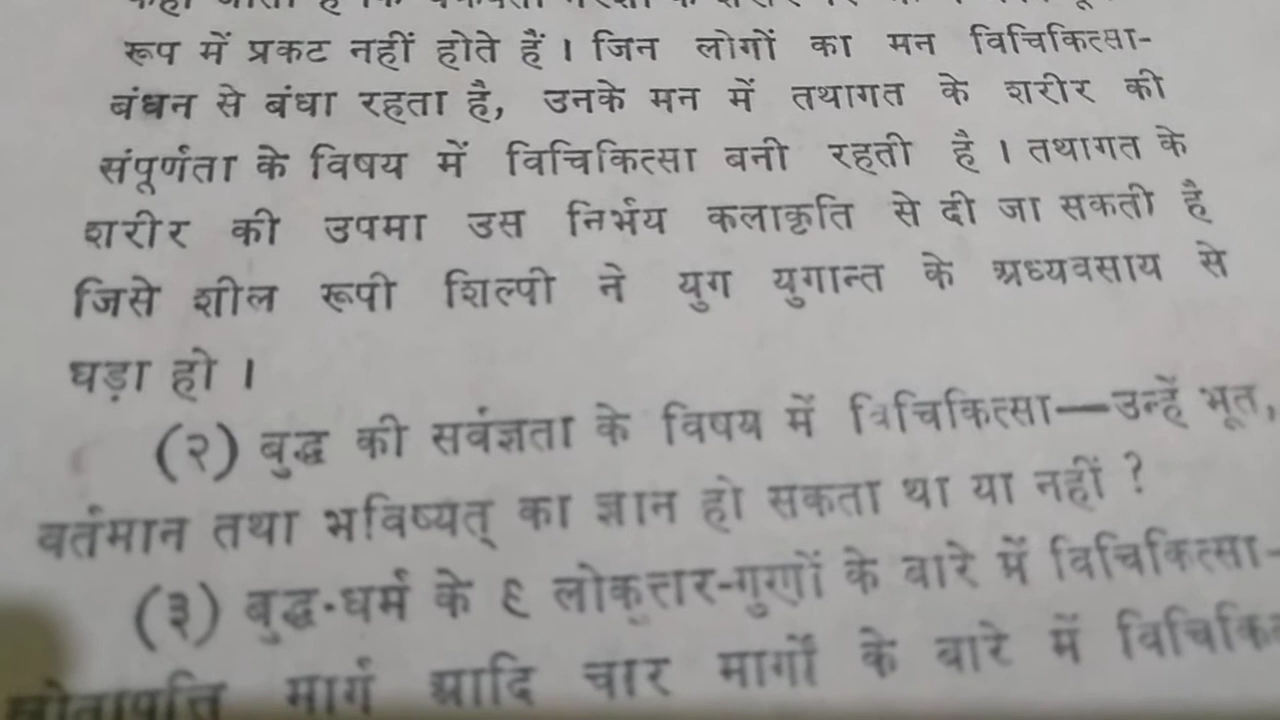 रूप में प्रकट नहीं होते हैं । जिन लोगों का मन विचिकित्सा-
बंधन से बंधा रहता है, उनके मन में तथागत के शरीर की
संपूर्णता के विषय में विचिकित्सा बनी रहती है । तथागत के
शरीर की उपमा उस निर्भय कलाकृति से दी जा सकती है
जिसे शील रूपी शिल्पी ने युग युगान्त के अध्यवसाय से
घड़ा हो ।
(२) बुद्ध की सर्वज्ञता के विषय में विचिकित्सा—उन्हें भूत,
वर्तमान तथा भविष्यत् का ज्ञान हो सकता था या नहीं ?
(३) बुद्ध-धर्म के ९ लोकुत्तर-गुणों के बारे में विचिकित्सा-
मार्ग आदि चार मार्गों के बारे में